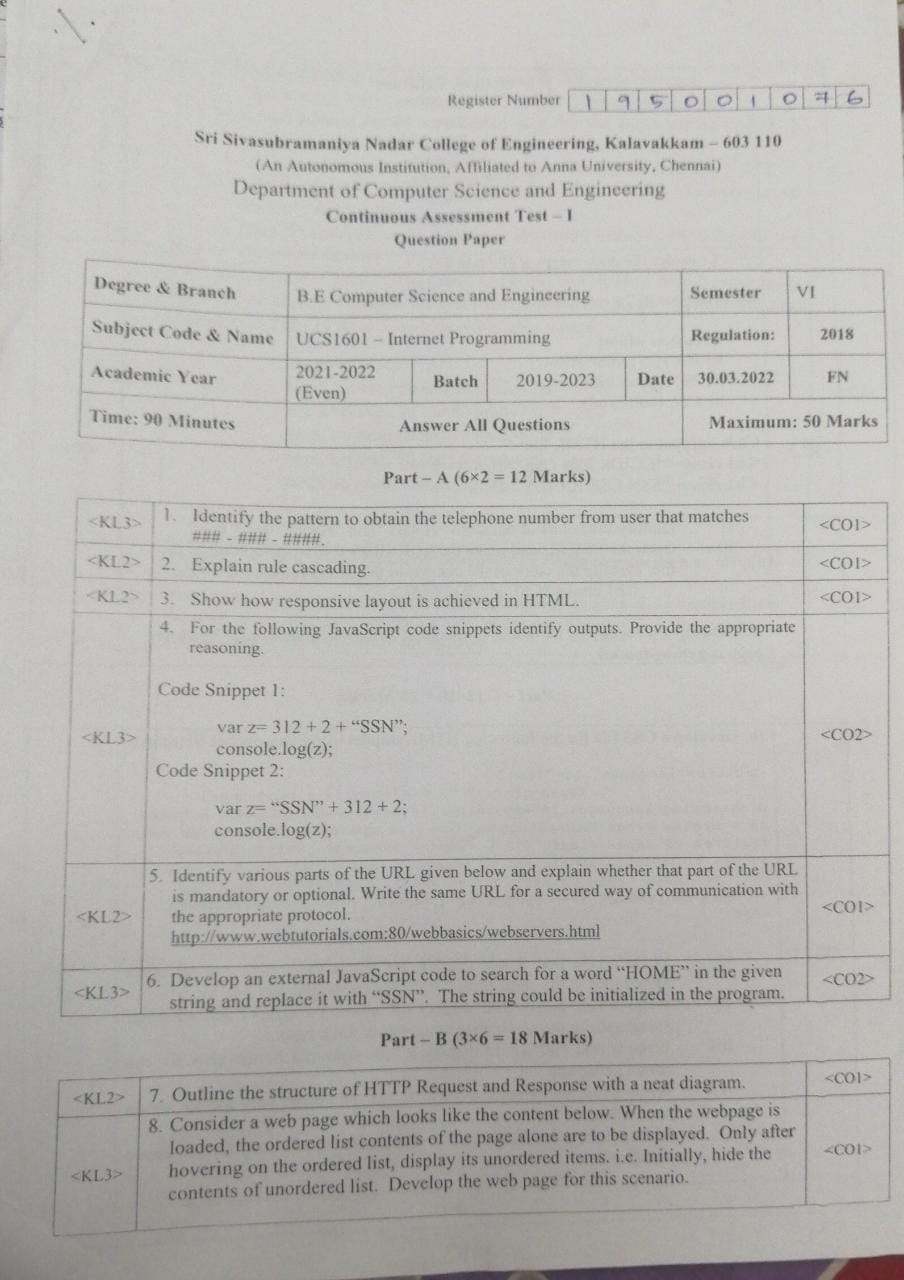 Register Number 1 9 5 0 0 1 0 7 6
Sri Sivasubramaniya Nadar College of Engineering, Kalavakkam – 603 110
(An Autonomous Institution, Affiliated to Anna University, Chennai)
Department of Computer Science and Engineering
Continuous Assessment Test – I
Question Paper
Degree & Branch B.E Computer Science and Engineering Semester VI
Subject Code & Name UCS1601 – Internet Programming Regulation: 2018
Academic Year 2021-2022 (Even) Batch 2019-2023 Date 30.03.2022 FN
Time: 90 Minutes Answer All Questions Maximum: 50 Marks
Part – A (6×2 = 12 Marks)
<KL3> 1. Identify the pattern to obtain the telephone number from user that matches <CO1>
### - ### - ####.
<KL2> 2. Explain rule cascading. <CO1>
<KL2> 3. Show how responsive layout is achieved in HTML. <CO1>
4. For the following JavaScript code snippets identify outputs. Provide the appropriate
reasoning.
Code Snippet 1:
var z= 312 + 2 + “SSN”;
<KL3> console.log(z); <CO2>
Code Snippet 2:
var z= “SSN” + 312 + 2;
console.log(z);
5. Identify various parts of the URL given below and explain whether that part of the URL
is mandatory or optional. Write the same URL for a secured way of communication with
<KL2> the appropriate protocol. <CO1>
http://www.webtutorials.com:80/webbasics/webservers.html
<KL3> 6. Develop an external JavaScript code to search for a word “HOME” in the given <CO2>
string and replace it with “SSN”. The string could be initialized in the program.
Part – B (3×6 = 18 Marks)
<KL2> 7. Outline the structure of HTTP Request and Response with a neat diagram. <CO1>
8. Consider a web page which looks like the content below. When the webpage is
loaded, the ordered list contents of the page alone are to be displayed. Only after
<KL3> hovering on the ordered list, display its unordered items. i.e. Initially, hide the <CO1>
contents of unordered list. Develop the web page for this scenario.